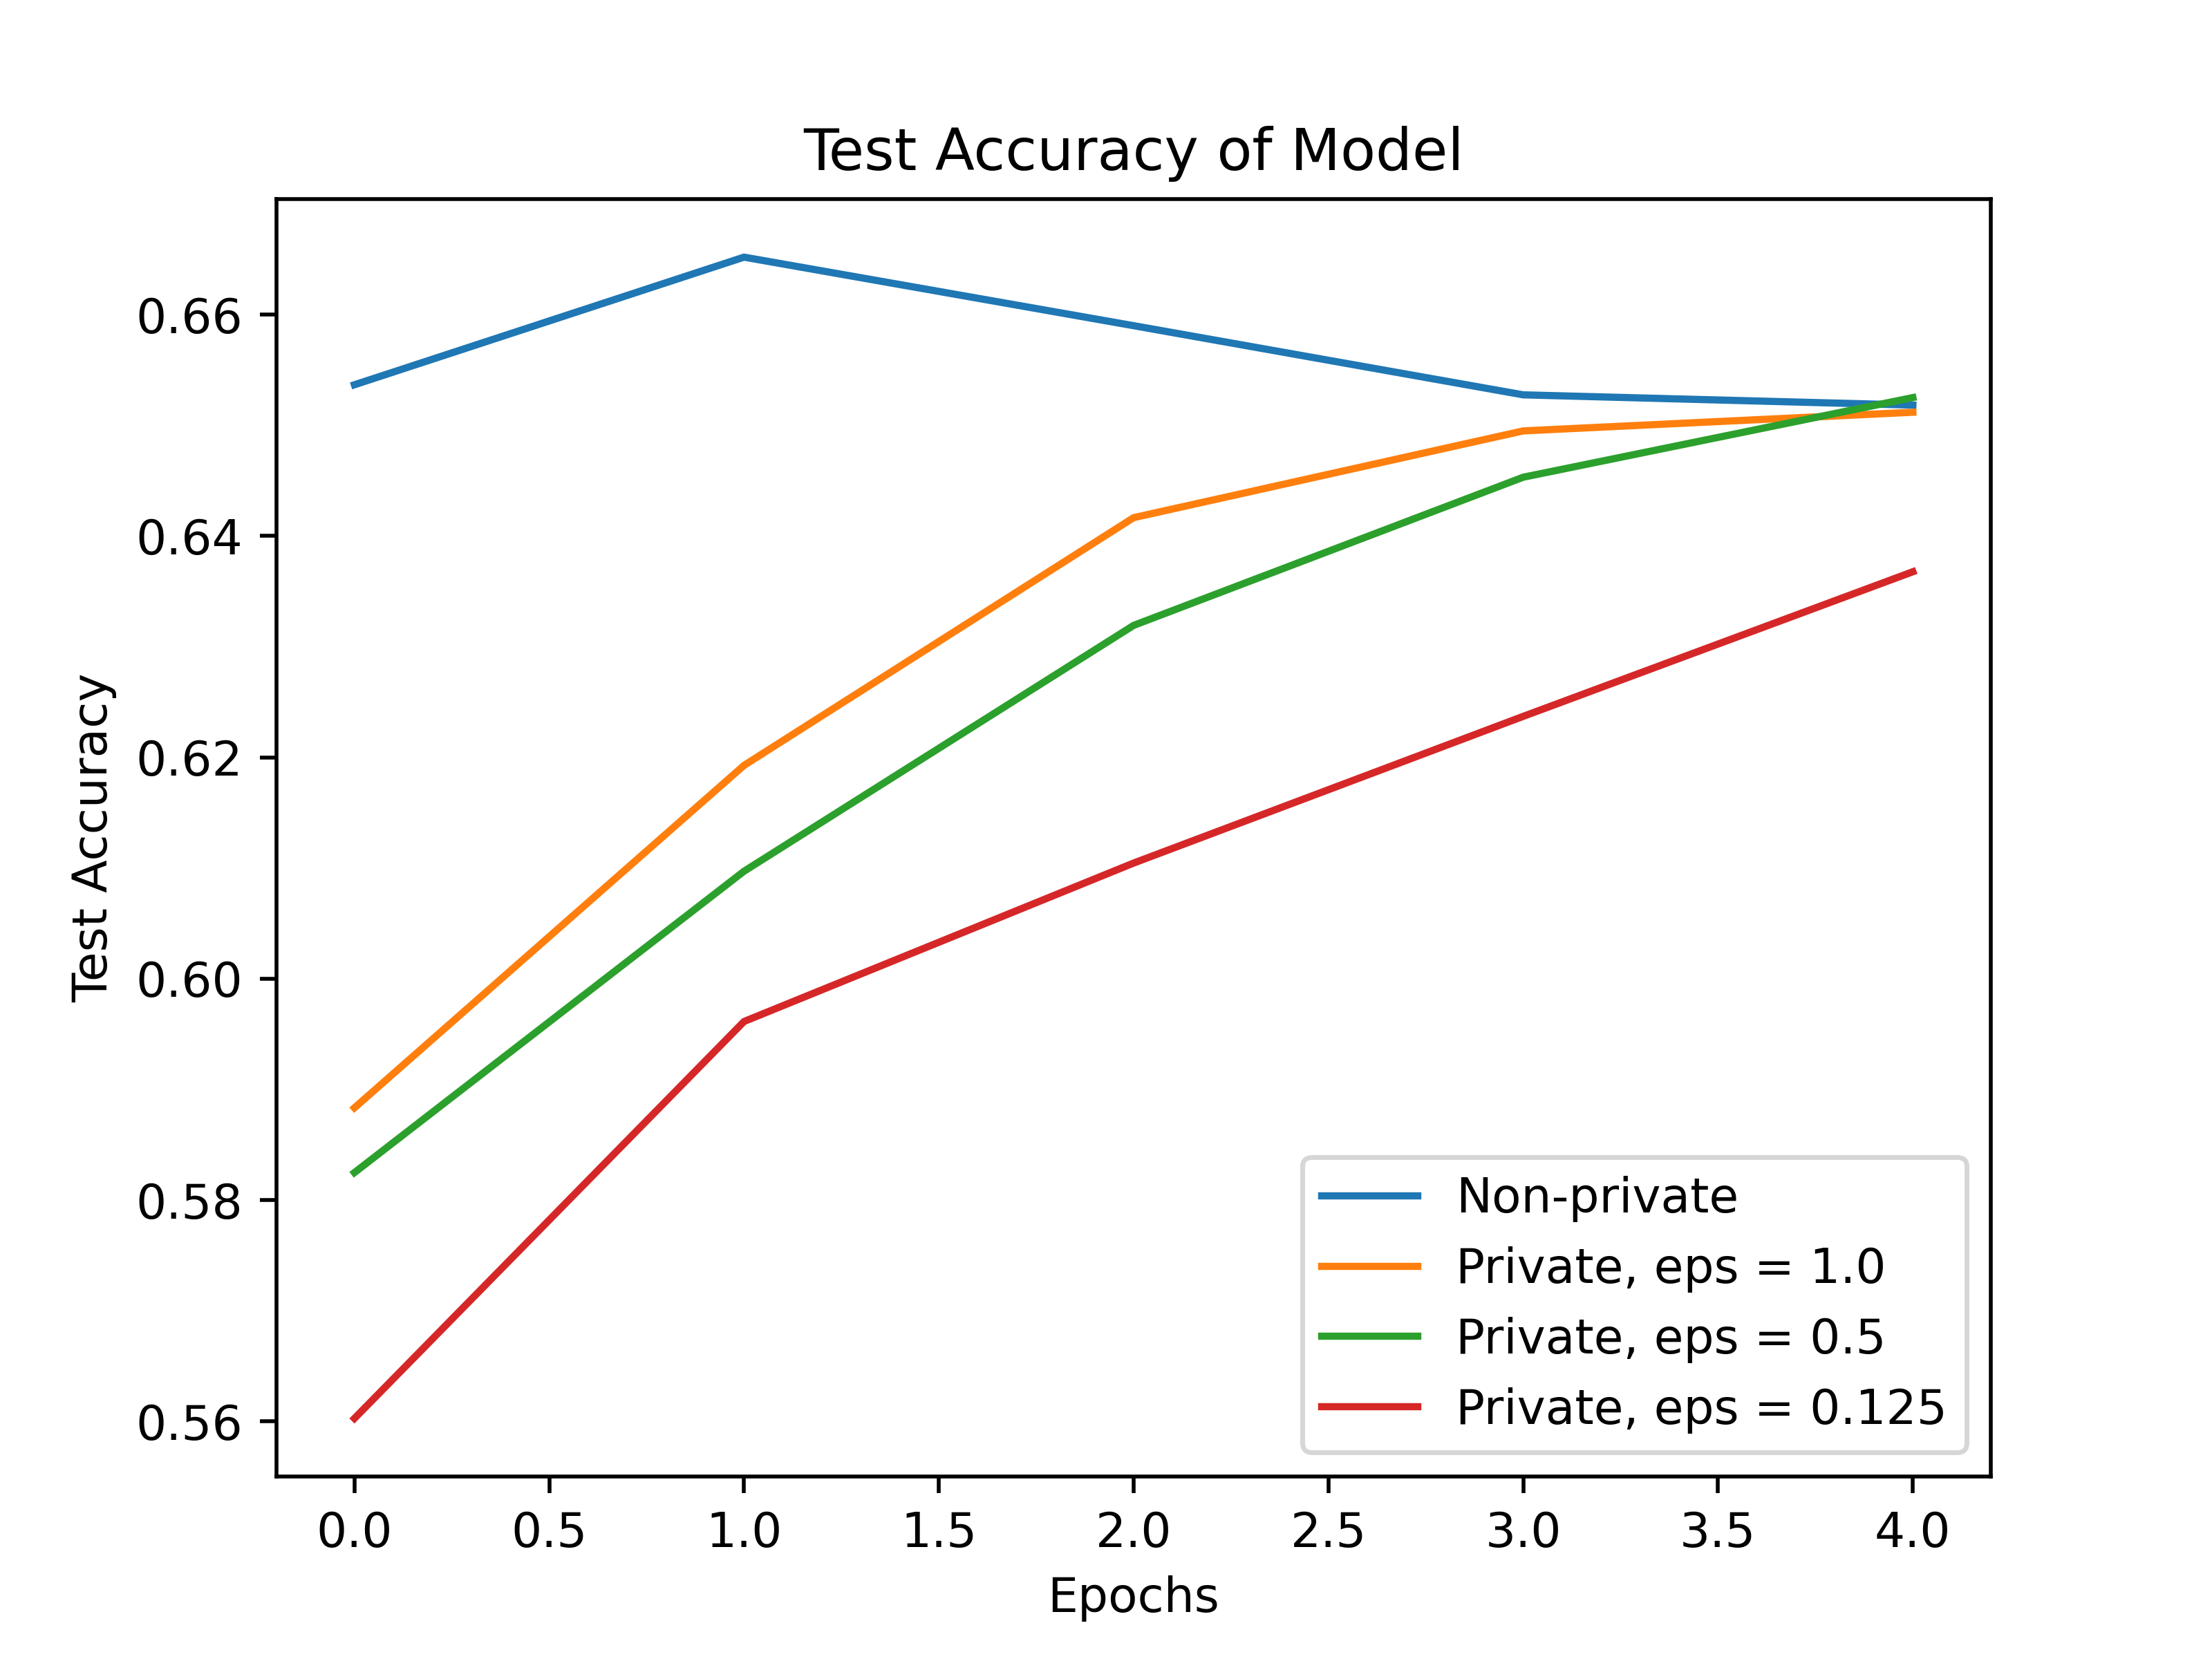 Test Accuracy of Model
Test Accuracy
0.66
0.64
0.62
0.60
0.58
0.56
Non-private
Private, eps = 1.0
Private, eps = 0.5
Private, eps = 0.125
0.0 0.5 1.0 1.5 2.0 2.5 3.0 3.5 4.0
Epochs